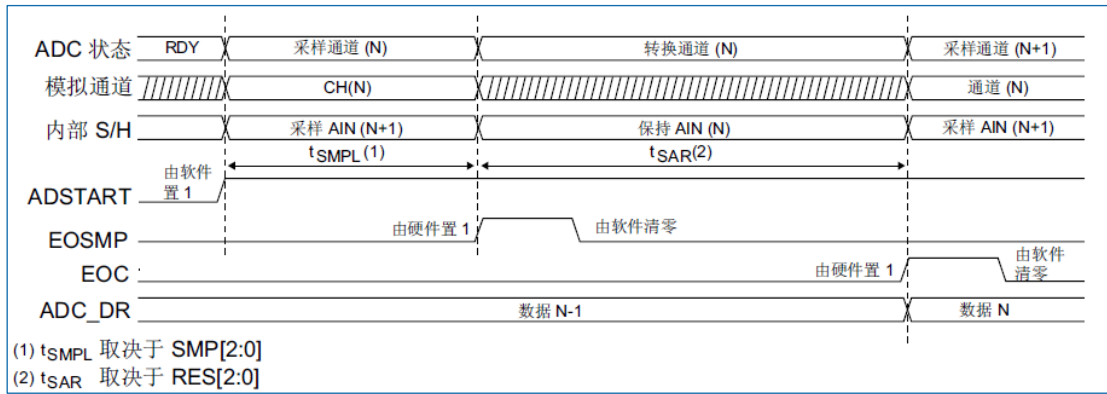 ADC 状态 RDY 采样通道 (N) 转换通道 (N) 采样通道 (N+1)
模拟通道 CH(N) 通道 (N)
内部 S/H 采样 AIN (N+1) 保持 AIN (N) 采样 AIN (N+1)
tSMPL(1) tSAR(2)
由软件
置 1
ADSTART
由硬件置 1 由软件清零
EOSMP
由硬件置 1 由软件
清零
EOC
ADC_DR 数据 N-1 数据 N
(1) tSMPL 取决于 SMP[2:0]
(2) tSAR 取决于 RES[2:0]